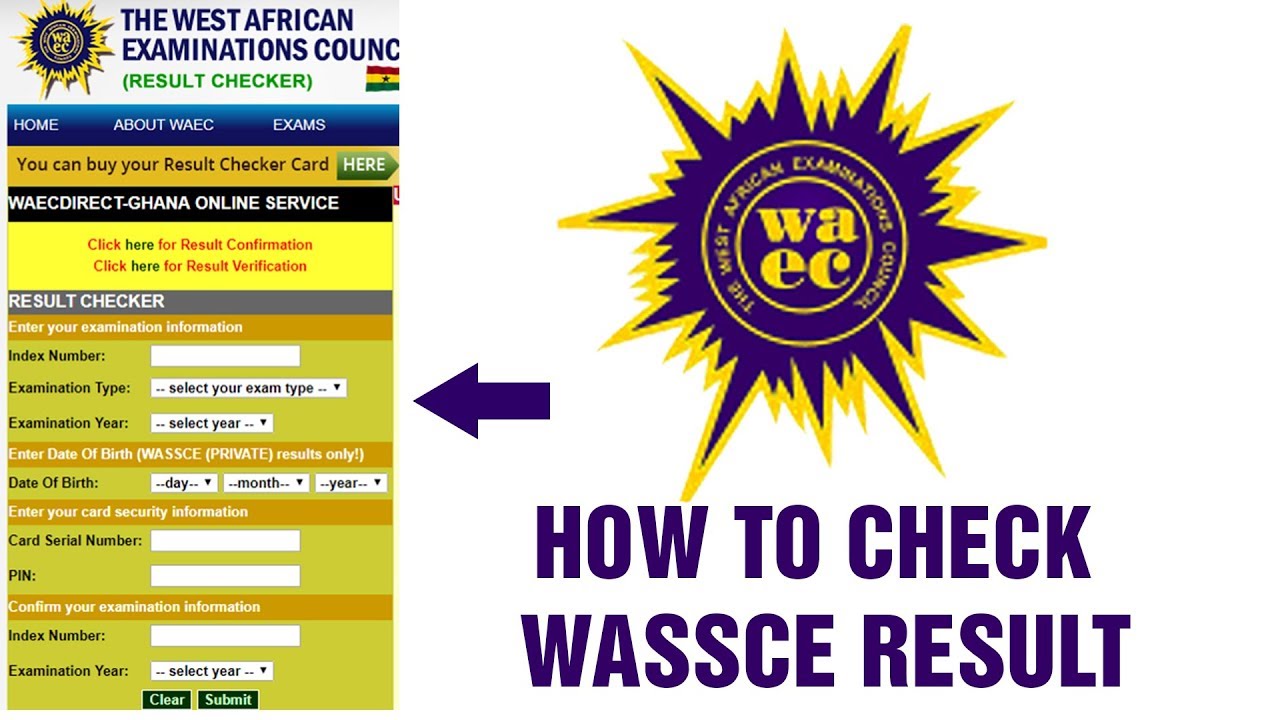 THE WEST AFRICAN
EXAMINATIONS COUNC
(RESULT CHECKER)
HOME ABOUT WAEC EXAMS
You can buy your Result Checker Card HERE
WAECDIRECT-GHANA ONLINE SERVICE
Click here for Result Confirmation
Click here for Result Verification
RESULT CHECKER
Enter your examination information
Index Number:
Examination Type: -- select your exam type --
Examination Year: -- select year --
Enter Date Of Birth (WASSCE (PRIVATE) results only!)
Date Of Birth: --day-- --month-- --year--
Enter your card security information
Card Serial Number:
PIN:
Confirm your examination information
Index Number:
Examination Year: -- select year --
Clear Submit
THE WEST AFRICAN EXAMINATIONS COUNCIL
wa
ec
HOW TO CHECK
WASSCE RESULT